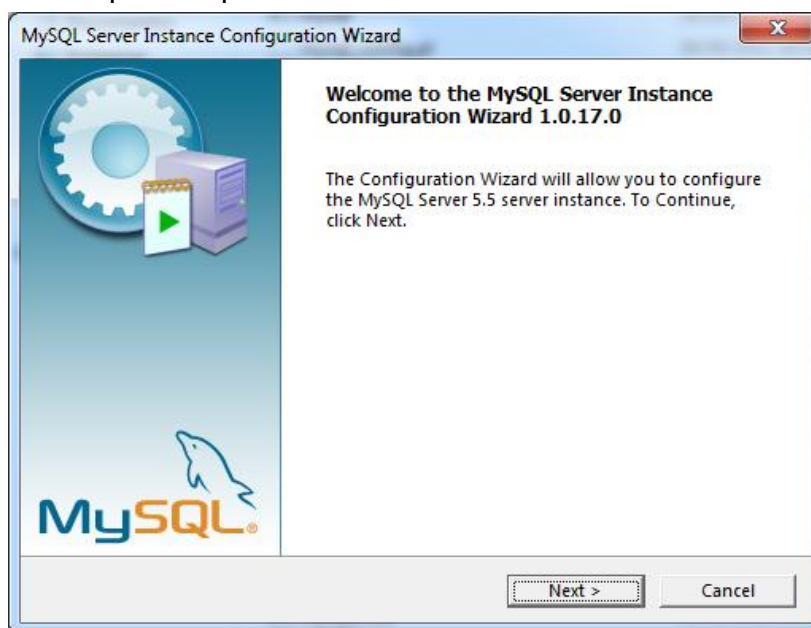 MySQL Server Instance Configuration Wizard
Welcome to the MySQL Server Instance
Configuration Wizard 1.0.17.0
The Configuration Wizard will allow you to configure
the MySQL Server 5.5 server instance. To Continue,
click Next.
MySQL®
Next >
Cancel